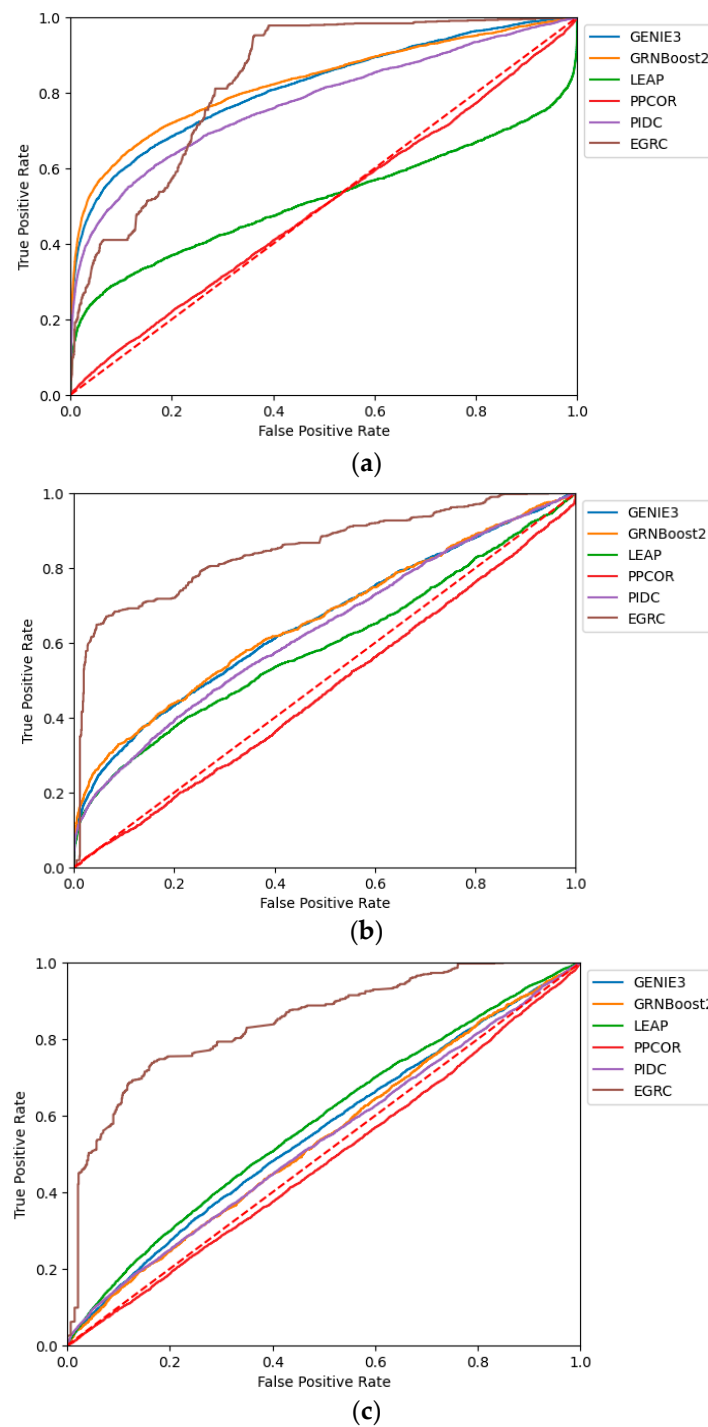 1.0
0.8
0.6
0.4
0.2
0.0
True Positive Rate
0.0 0.2 0.4 0.6 0.8 1.0
False Positive Rate
GENIE3
GRNBoost2
LEAP
PPCOR
PIDC
EGRC
(a)
1.0
0.8
0.6
0.4
0.2
0.0
True Positive Rate
0.0 0.2 0.4 0.6 0.8 1.0
False Positive Rate
GENIE3
GRNBoost2
LEAP
PPCOR
PIDC
EGRC
(b)
1.0
0.8
0.6
0.4
0.2
0.0
True Positive Rate
0.0 0.2 0.4 0.6 0.8 1.0
False Positive Rate
GENIE3
GRNBoost2
LEAP
PPCOR
PIDC
EGRC
(c)